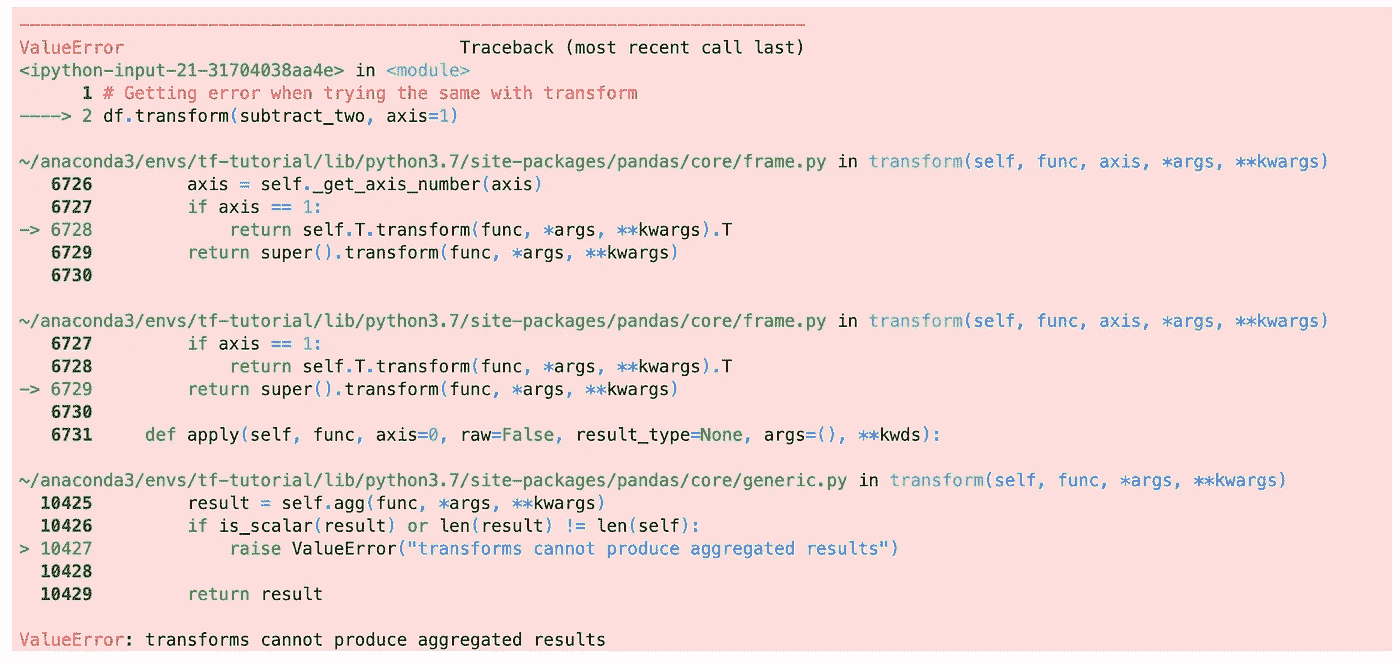 ---------------------------------------------------------------------------
ValueError                                Traceback (most recent call last)
<ipython-input-21-31704038aa4e> in <module>
      1 # Getting error when trying the same with transform
----> 2 df.transform(subtract_two, axis=1)

~/anaconda3/envs/tf-tutorial/lib/python3.7/site-packages/pandas/core/frame.py in transform(self, func, axis, *args, **kwargs)
   6726         axis = self._get_axis_number(axis)
   6727         if axis == 1:
-> 6728             return self.T.transform(func, *args, **kwargs).T
   6729         return super().transform(func, *args, **kwargs)
   6730

~/anaconda3/envs/tf-tutorial/lib/python3.7/site-packages/pandas/core/frame.py in transform(self, func, axis, *args, **kwargs)
   6727         if axis == 1:
   6728             return self.T.transform(func, *args, **kwargs).T
-> 6729         return super().transform(func, *args, **kwargs)
   6730
   6731     def apply(self, func, axis=0, raw=False, result_type=None, args=(), **kwds):

~/anaconda3/envs/tf-tutorial/lib/python3.7/site-packages/pandas/core/generic.py in transform(self, func, *args, **kwargs)
  10425         result = self.agg(func, *args, **kwargs)
  10426         if is_scalar(result) or len(result) != len(self):
> 10427             raise ValueError("transforms cannot produce aggregated results")
  10428
  10429         return result

ValueError: transforms cannot produce aggregated results